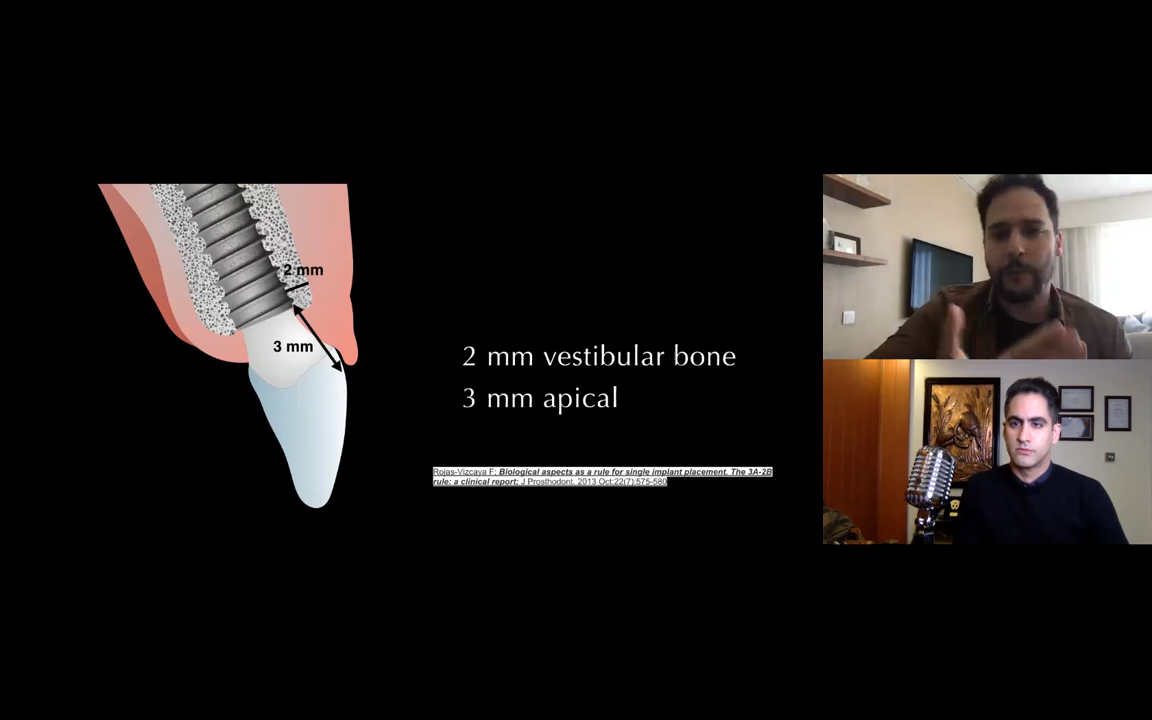 2 mm
3 mm
2 mm vestibular bone
3 mm apical
Rojas-Vizcaya F; Biological aspects as a rule for single implant placement. The 3A-2B
rule: a clinical report; J Prosthodont. 2013 Oct;22(7):575-580